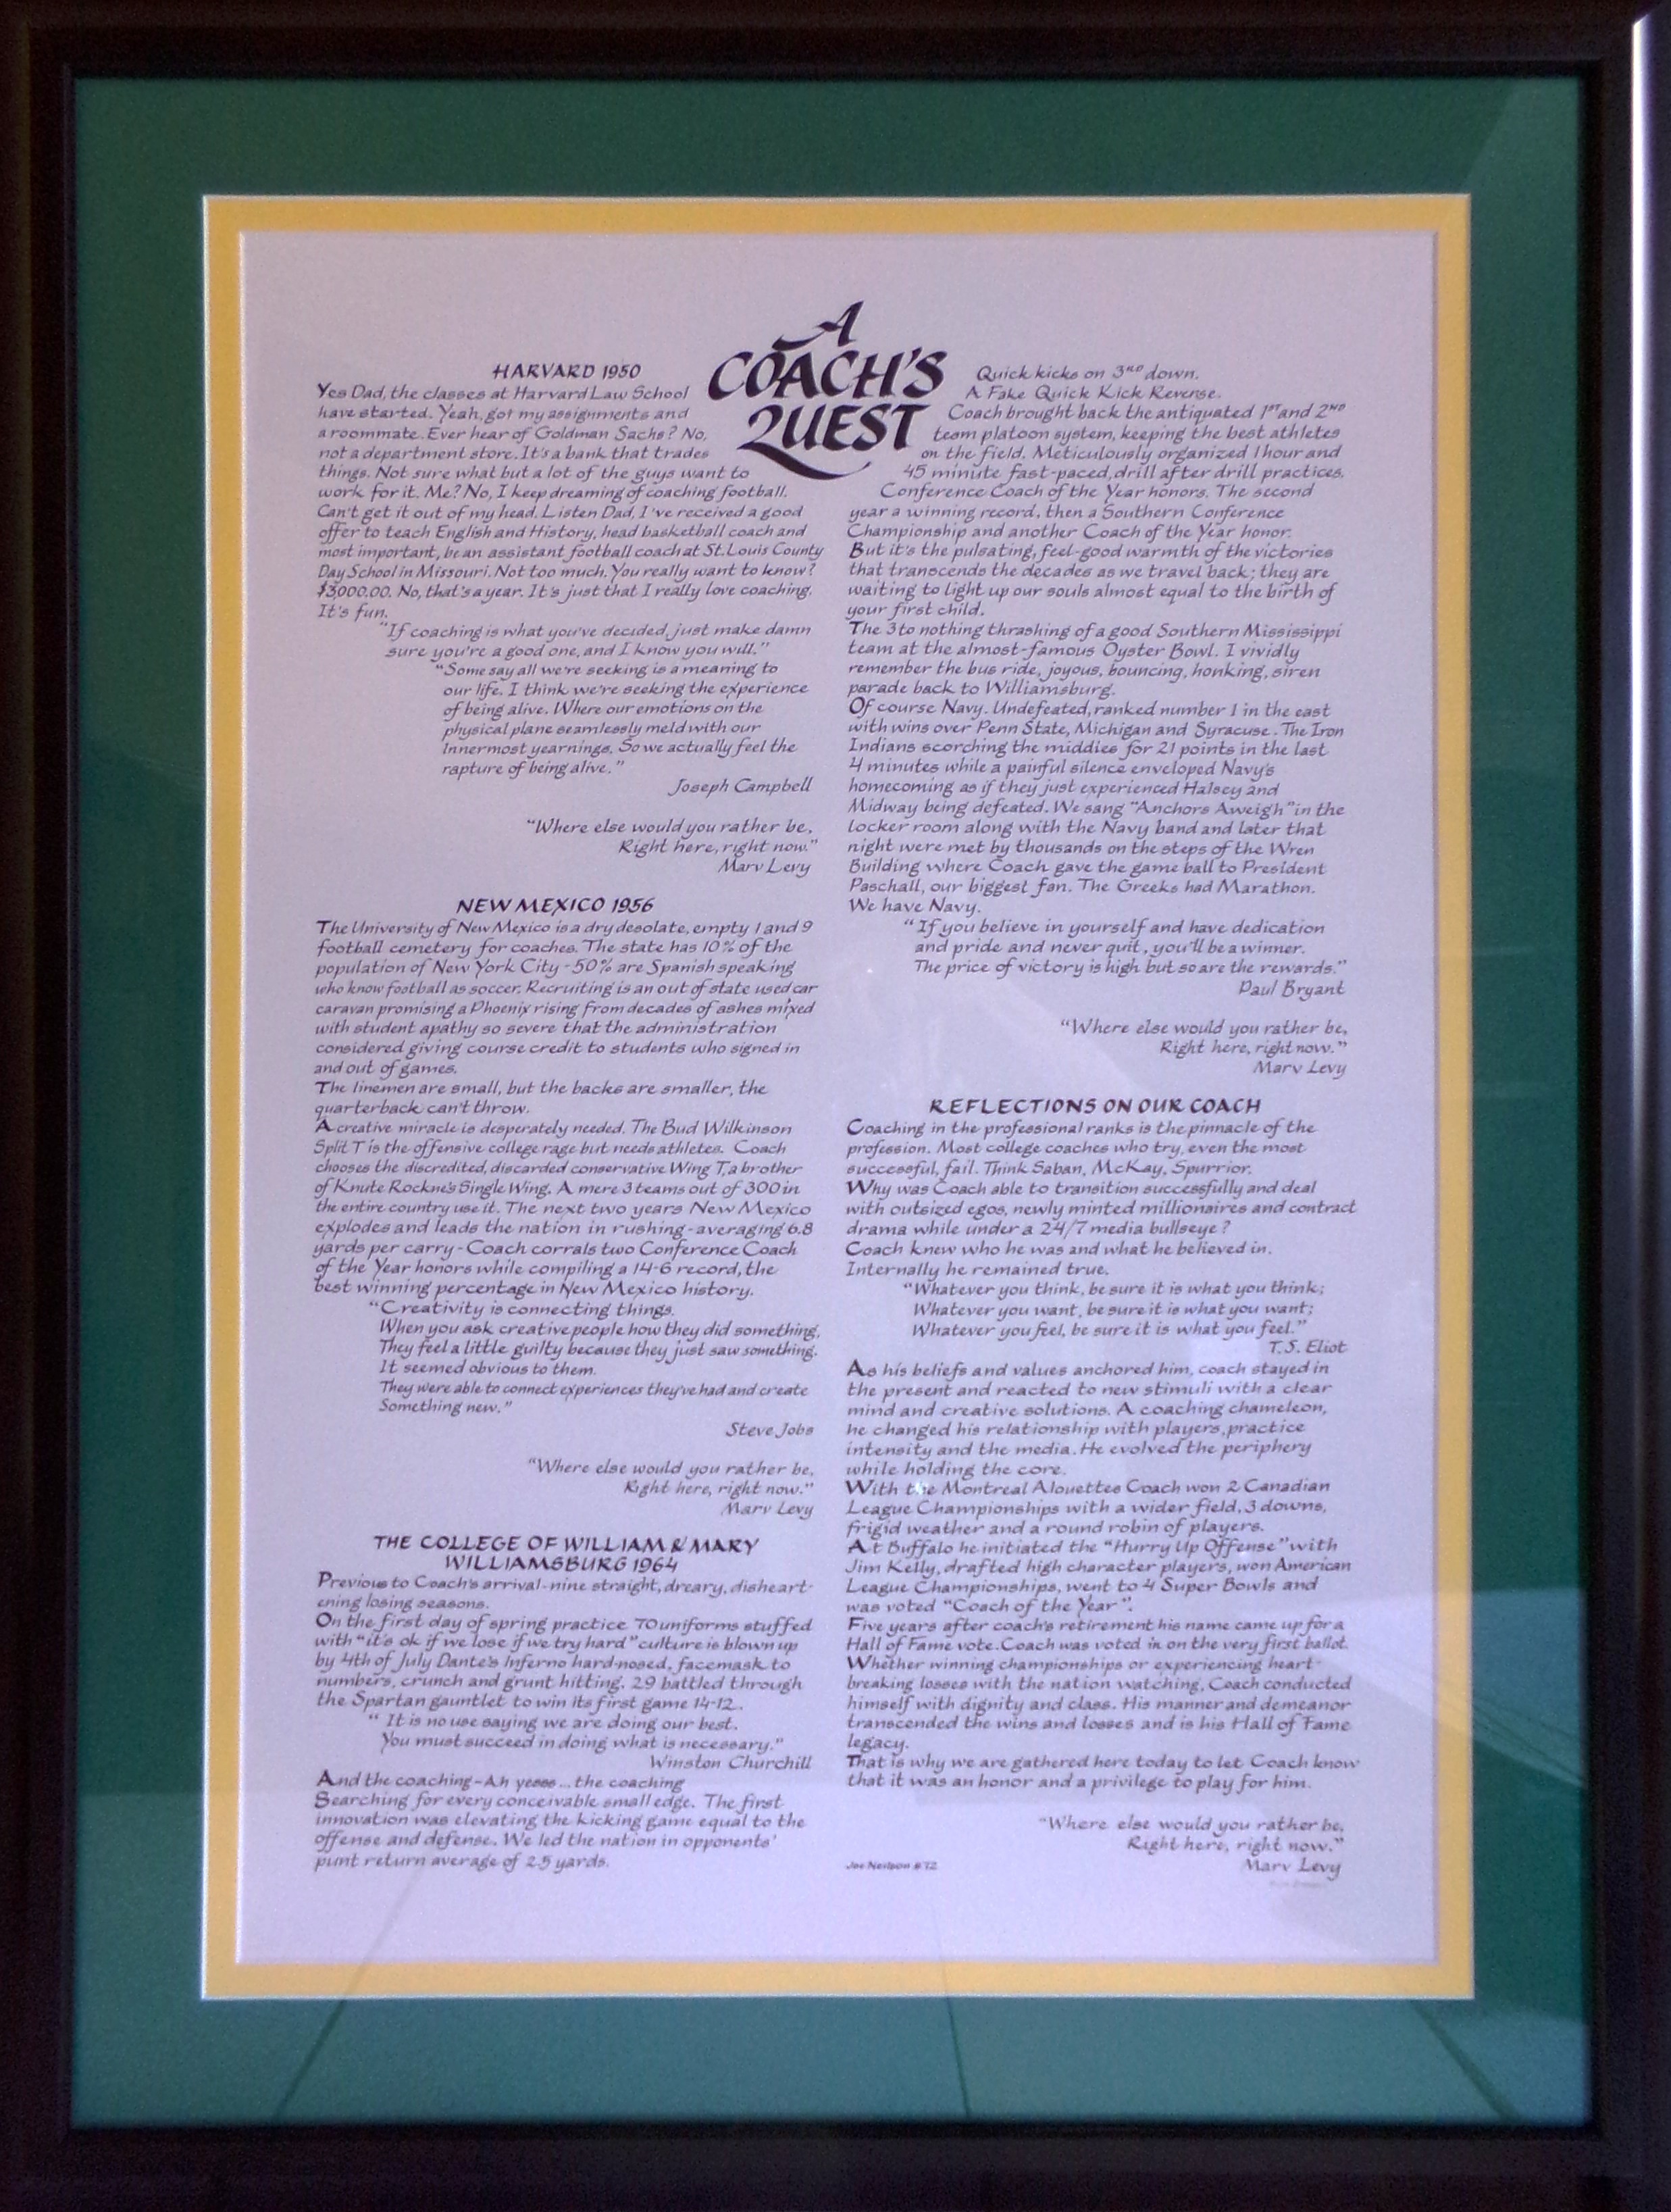 A
COACH'S
QUEST
HARVARD 1950
Yes Dad, the classes at Harvard Law School
have started. Yeah, got my assignments and
a roommate. Ever hear of Goldman Sachs? No,
not a department store. It's a bank that trades
things. Not sure what but a lot of the guys want to
work for it. Me? No, I keep dreaming of coaching football.
Can't get it out of my head. Listen Dad, I've received a good
offer to teach English and History, head basketball coach and
most important, be an assistant football coach at St. Louis County
Day School in Missouri. Not too much. You really want to know?
$3000.00. No, that's a year. It's just that I really love coaching.
It's fun.
"If coaching is what you've decided, just make damn
sure you're a good one, and I know you will."
"Some say all we're seeking is a meaning to
our life. I think we're seeking the experience
of being alive. Where our emotions on the
physical plane seamlessly meld with our
innermost yearnings. So we actually feel the
rapture of being alive."
Joseph Campbell
"Where else would you rather be,
Right here, right now."
Marv Levy
NEW MEXICO 1956
The University of New Mexico is a dry desolate, empty 1 and 9
football cemetery for coaches. The state has 10% of the
population of New York City - 50% are Spanish speaking
who know football as soccer. Recruiting is an out of state used car
caravan promising a Phoenix rising from decades of ashes mixed
with student apathy so severe that the administration
considered giving course credit to students who signed in
and out of games.
The linemen are small, but the backs are smaller, the
quarterback can't throw.
A creative miracle is desperately needed. The Bud Wilkinson
Split T is the offensive college rage but needs athletes. Coach
chooses the discredited, discarded conservative Wing T, a brother
of Knute Rockne's Single Wing. A mere 3 teams out of 300 in
the entire country use it. The next two years New Mexico
explodes and leads the nation in rushing - averaging 6.8
yards per carry - Coach corrals two Conference Coach
of the Year honors while compiling a 14-6 record, the
best winning percentage in New Mexico history.
"Creativity is connecting things.
When you ask creative people how they did something,
They feel a little guilty because they just saw something.
It seemed obvious to them.
They were able to connect experiences they've had and create
Something new."
Steve Jobs
"Where else would you rather be,
Right here, right now."
Marv Levy
THE COLLEGE OF WILLIAM & MARY
WILLIAMSBURG 1964
Previous to Coach's arrival - nine straight, dreary, disheart-
ening losing seasons.
On the first day of spring practice 70 uniforms stuffed
with "it's ok if we lose if we try hard" culture is blown up
by 4th of July Dante's Inferno hard-nosed, facemask to
numbers, crunch and grunt hitting. 29 battled through
the Spartan gauntlet to win its first game 14-12.
"It is no use saying we are doing our best.
You must succeed in doing what is necessary."
Winston Churchill
And the coaching - Ah yesss... the coaching
Searching for every conceivable small edge. The first
innovation was elevating the kicking game equal to the
offense and defense. We led the nation in opponents'
punt return average of 2.5 yards.
Quick kicks on 3RD down.
A Fake Quick Kick Reverse.
Coach brought back the antiquated 1ST and 2ND
team platoon system, keeping the best athletes
on the field. Meticulously organized 1 hour and
45 minute fast-paced, drill after drill practices.
Conference Coach of the Year honors. The second
year a winning record, then a Southern Conference
Championship and another Coach of the Year honor.
But it's the pulsating, feel-good warmth of the victories
that transcends the decades as we travel back; they are
waiting to light up our souls almost equal to the birth of
your first child.
The 3 to nothing thrashing of a good Southern Mississippi
team at the almost-famous Oyster Bowl. I vividly
remember the bus ride, joyous, bouncing, honking, siren
parade back to Williamsburg.
Of course Navy. Undefeated, ranked number 1 in the east
with wins over Penn State, Michigan and Syracuse. The Iron
Indians scorching the middies for 21 points in the last
4 minutes while a painful silence enveloped Navy's
homecoming as if they just experienced Halsey and
Midway being defeated. We sang "Anchors Aweigh" in the
locker room along with the Navy band and later that
night were met by thousands on the steps of the Wren
Building where Coach gave the game ball to President
Paschall, our biggest fan. The Greeks had Marathon.
We have Navy.
"If you believe in yourself and have dedication
and pride and never quit, you'll be a winner.
The price of victory is high but so are the rewards."
Paul Bryant
"Where else would you rather be,
Right here, right now."
Marv Levy
REFLECTIONS ON OUR COACH
Coaching in the professional ranks is the pinnacle of the
profession. Most college coaches who try, even the most
successful, fail. Think Saban, McKay, Spurrior.
Why was Coach able to transition successfully and deal
with outsized egos, newly minted millionaires and contract
drama while under a 24/7 media bullseye?
Coach knew who he was and what he believed in.
Internally he remained true.
"Whatever you think, be sure it is what you think;
Whatever you want, be sure it is what you want;
Whatever you feel, be sure it is what you feel."
T.S. Eliot
As his beliefs and values anchored him, coach stayed in
the present and reacted to new stimuli with a clear
mind and creative solutions. A coaching chameleon,
he changed his relationship with players, practice
intensity and the media. He evolved the periphery
while holding the core.
With the Montreal Alouettes Coach won 2 Canadian
League Championships with a wider field, 3 downs,
frigid weather and a round robin of players.
At Buffalo he initiated the "Hurry Up Offense" with
Jim Kelly, drafted high character players, won American
League Championships, went to 4 Super Bowls and
was voted "Coach of the Year".
Five years after coach's retirement his name came up for a
Hall of Fame vote. Coach was voted in on the very first ballot.
Whether winning championships or experiencing heart-
breaking losses with the nation watching, Coach conducted
himself with dignity and class. His manner and demeanor
transcended the wins and losses and is his Hall of Fame
legacy.
That is why we are gathered here today to let Coach know
that it was an honor and a privilege to play for him.
"Where else would you rather be,
Right here, right now."
Marv Levy
Joe Neilson #72